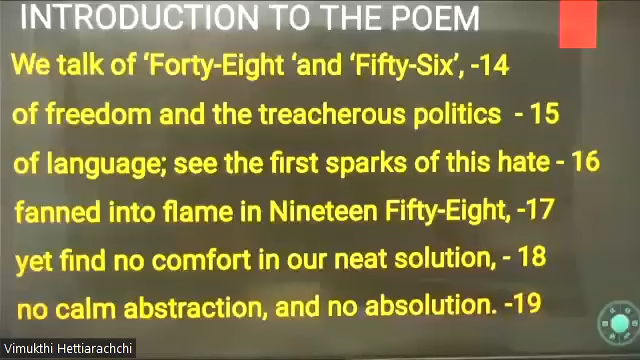 INTRODUCTION TO THE POEM
We talk of ‘Forty-Eight ‘and ‘Fifty-Six’, -14
of freedom and the treacherous politics - 15
of language; see the first sparks of this hate - 16
fanned into flame in Nineteen Fifty-Eight, -17
yet find no comfort in our neat solution, - 18
no calm abstraction, and no absolution. -19
Vimukthi Hettiarachchi